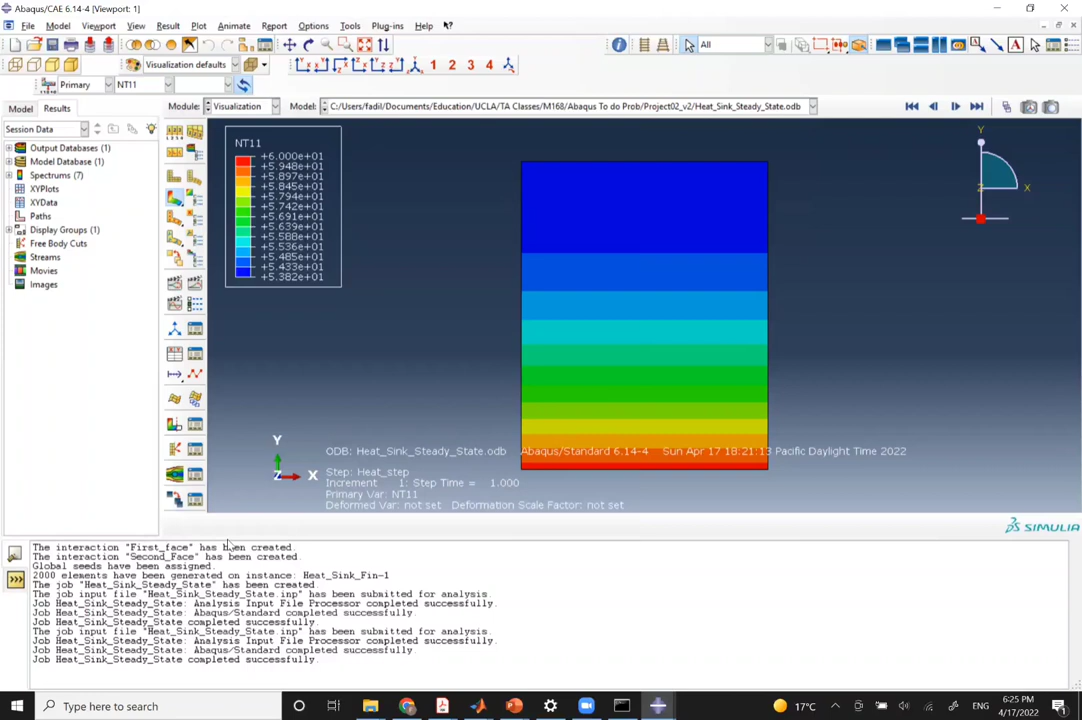 Abaqus/CAE 6.14-4 [Viewport: 1]
File Model Viewport View Result Plot Animate Report Options Tools Plug-ins Help
All
Visualization defaults
1 2 3 4
Primary NT11
Model Results Module: Visualization Model: C:/Users/fadil/Documents/Education/UCLA/TA Classes/M168/Abaqus To do Prob/Project02_v2/Heat_Sink_Steady_State.odb
Session Data
Output Databases (1)
Model Database (1)
Spectrums (7)
XYPlots
XYData
Paths
Display Groups (1)
Free Body Cuts
Streams
Movies
Images
NT11
+6.000e+01
+5.948e+01
+5.897e+01
+5.845e+01
+5.794e+01
+5.742e+01
+5.691e+01
+5.639e+01
+5.588e+01
+5.536e+01
+5.485e+01
+5.433e+01
+5.382e+01
Y
Z X
Y
Z X
ODB: Heat_Sink_Steady_State.odb Abaqus/Standard 6.14-4 Sun Apr 17 18:21:13 Pacific Daylight Time 2022
Step: Heat_step
Increment 1: Step Time = 1.000
Primary Var: NT11
Deformed Var: not set Deformation Scale Factor: not set
SIMULIA
The interaction "First_face" has been created.
The interaction "Second_Face" has been created.
Global seeds have been assigned.
2000 elements have been generated on instance: Heat_Sink_Fin-1
The job "Heat_Sink_Steady_State" has been created.
The job input file "Heat_Sink_Steady_State.inp" has been submitted for analysis.
Job Heat_Sink_Steady_State: Analysis Input File Processor completed successfully.
Job Heat_Sink_Steady_State: Abaqus/Standard completed successfully.
Job Heat_Sink_Steady_State completed successfully.
The job input file "Heat_Sink_Steady_State.inp" has been submitted for analysis.
Job Heat_Sink_Steady_State: Analysis Input File Processor completed successfully.
Job Heat_Sink_Steady_State: Abaqus/Standard completed successfully.
Job Heat_Sink_Steady_State completed successfully.
Type here to search
17°C
ENG
6:25 PM
4/17/2022